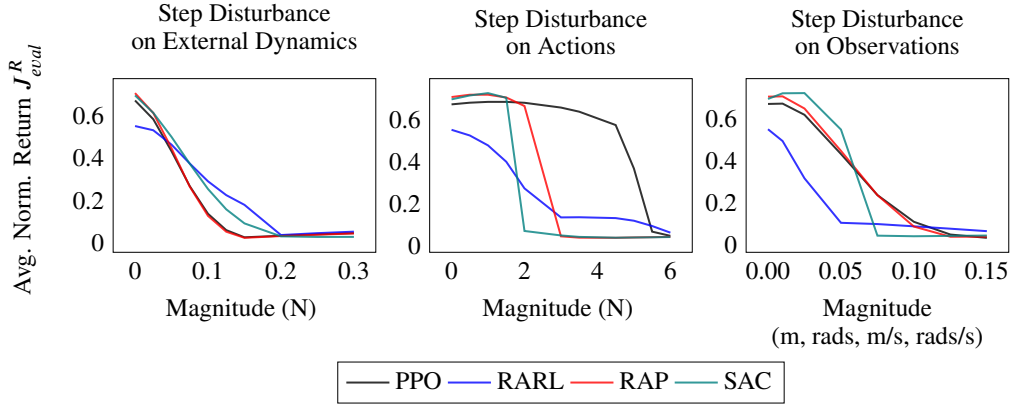 Step Disturbance
on External Dynamics
Step Disturbance
on Actions
Step Disturbance
on Observations
Avg. Norm. Return J^R_eval
0.6
0.4
0.2
0
0 0.1 0.2 0.3
Magnitude (N)
0.6
0.4
0.2
0
0 2 4 6
Magnitude (N)
0.6
0.4
0.2
0
0.00 0.05 0.10 0.15
Magnitude
(m, rads, m/s, rads/s)
PPO RARL RAP SAC